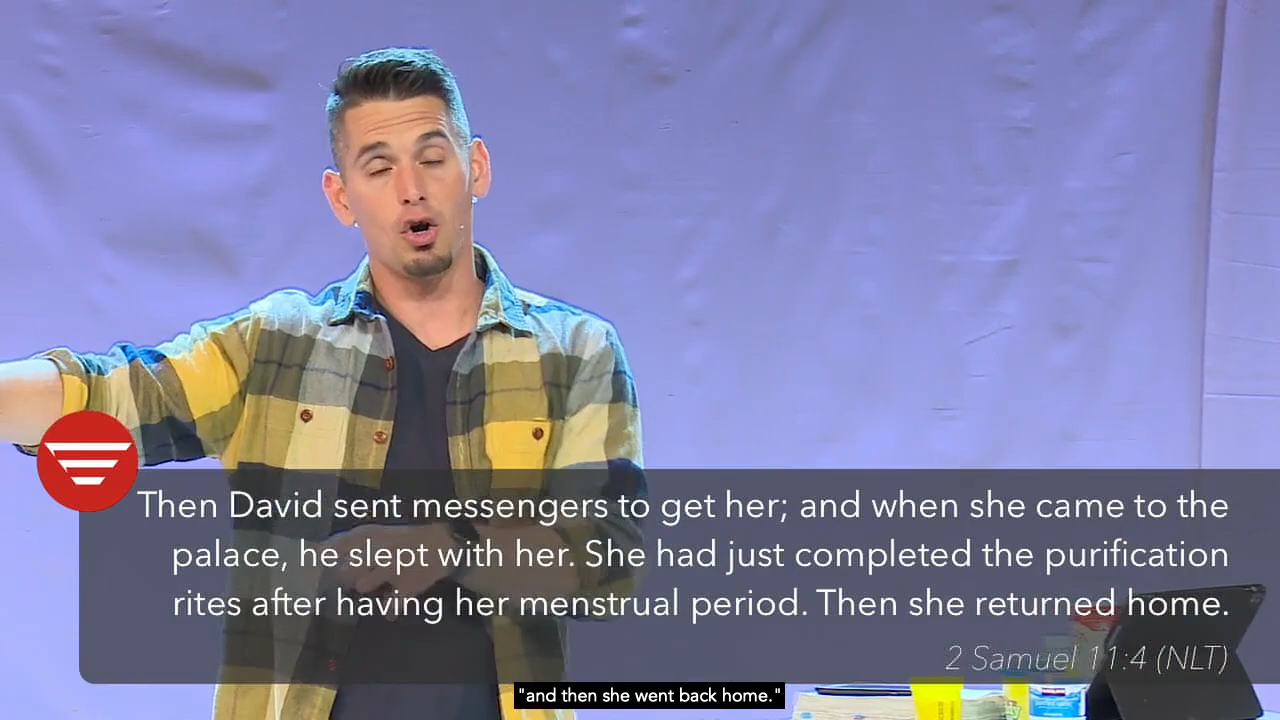 Then David sent messengers to get her; and when she came to the
palace, he slept with her. She had just completed the purification
rites after having her menstrual period. Then she returned home.
2 Samuel 11:4 (NLT)
"and then she went back home."